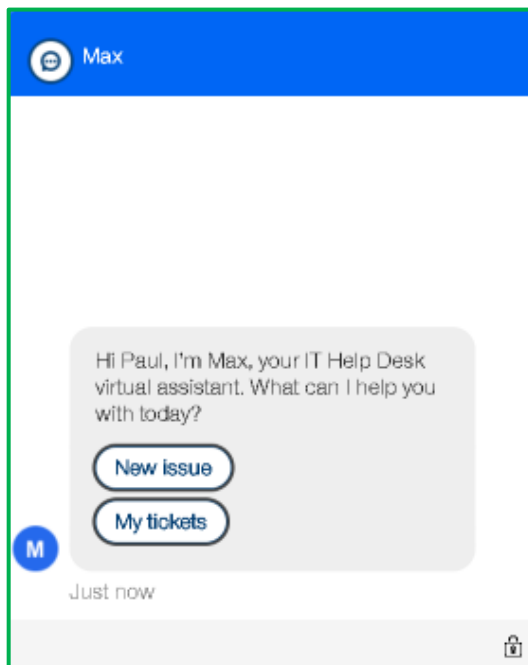 Max
Hi Paul, I'm Max, your IT Help Desk
virtual assistant. What can I help you
with today?
New issue
My tickets
M
Just now